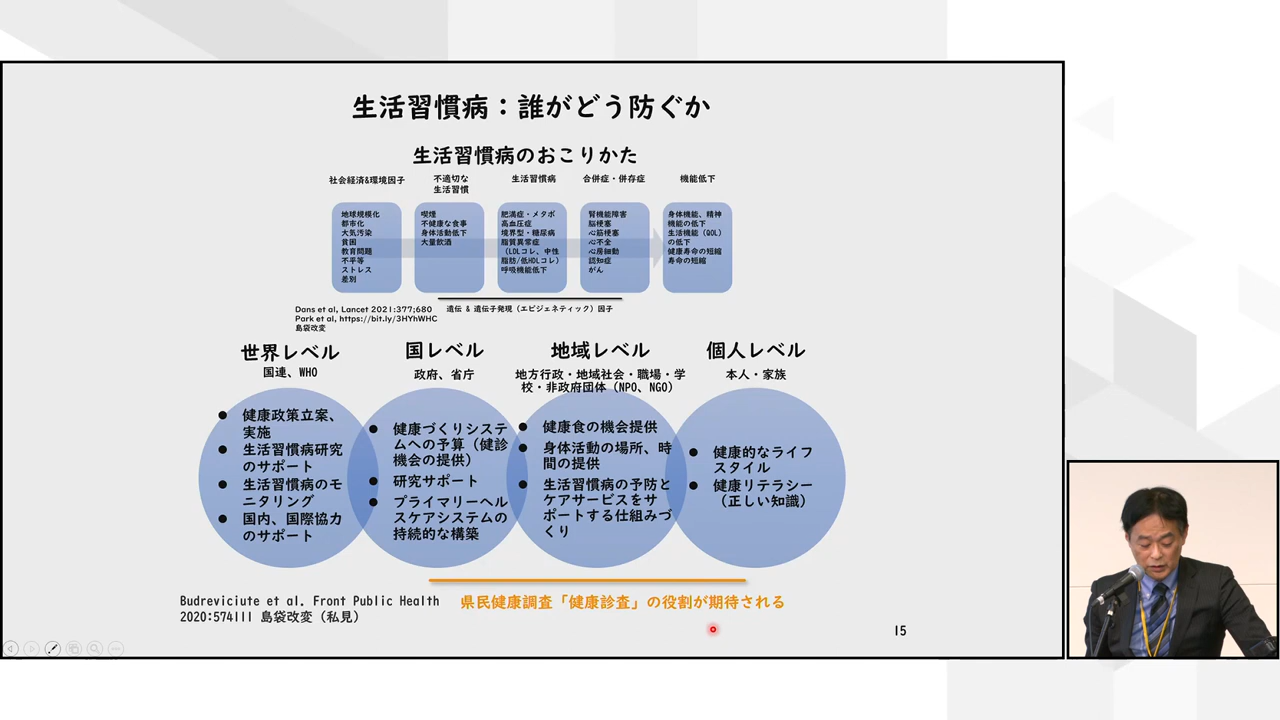 生活習慣病：誰がどう防ぐか
生活習慣病のおこりかた
社会経済&環境因子
地球規模化
都市化
大気汚染
貧困
教育問題
不平等
ストレス
差別
不適切な
生活習慣
喫煙
不健康な食事
身体活動低下
大量飲酒
生活習慣病
肥満症・メタボ
高血圧症
境界型・糖尿病
脂質異常症
（LDLコレ、中性
脂肪/低HDLコレ）
呼吸機能低下
合併症・併存症
腎機能障害
脳梗塞
心筋梗塞
心不全
心房細動
認知症
がん
機能低下
身体機能、精神
機能の低下
生活機能（QOL）
の低下
健康寿命の短縮
寿命の短縮
Dans et al, Lancet 2021:377;680
Park et al, https://bit.ly/3HYhWHC
島袋改変
遺伝 & 遺伝子発現（エピジェネティック）因子
世界レベル
国連、WHO
● 健康政策立案、
実施
● 生活習慣病研究
のサポート
● 生活習慣病のモ
ニタリング
● 国内、国際協力
のサポート
国レベル
政府、省庁
● 健康づくりシステ
ムへの予算（健診
機会の提供）
● 研究サポート
● プライマリーヘル
スケアシステムの
持続的な構築
地域レベル
地方行政・地域社会・職場・学
校・非政府団体（NPO、NGO）
● 健康食の機会提供
● 身体活動の場所、時
間の提供
● 生活習慣病の予防と
ケアサービスをサ
ポートする仕組みづ
くり
個人レベル
本人・家族
● 健康的なライフ
スタイル
● 健康リテラシー
（正しい知識）
Budreviciute et al. Front Public Health
2020:574111 島袋改変（私見）
県民健康調査「健康診査」の役割が期待される
15